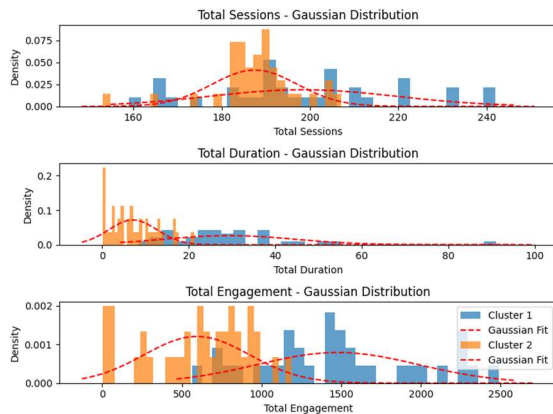 Total Sessions - Gaussian Distribution
0.075
0.050
0.025
0.000
Density
160 180 200 220 240
Total Sessions
Total Duration - Gaussian Distribution
0.2
0.1
0.0
Density
0 20 40 60 80 100
Total Duration
Total Engagement - Gaussian Distribution
0.002
0.001
0.000
Density
Cluster 1
Gaussian Fit
Cluster 2
Gaussian Fit
0 500 1000 1500 2000 2500
Total Engagement